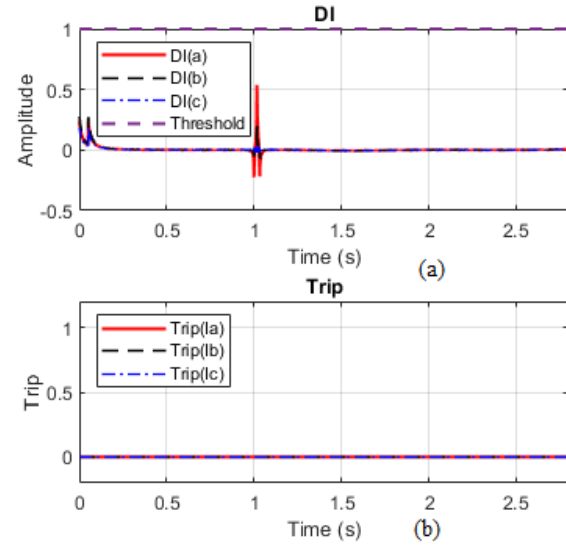 DI
1
0.5
0
-0.5
Amplitude
DI(a)
DI(b)
DI(c)
Threshold
0 0.5 1 1.5 2 2.5
Time (s)
(a)
Trip
1
0.5
0
Trip
Trip(Ia)
Trip(Ib)
Trip(Ic)
0 0.5 1 1.5 2 2.5
Time (s)
(b)